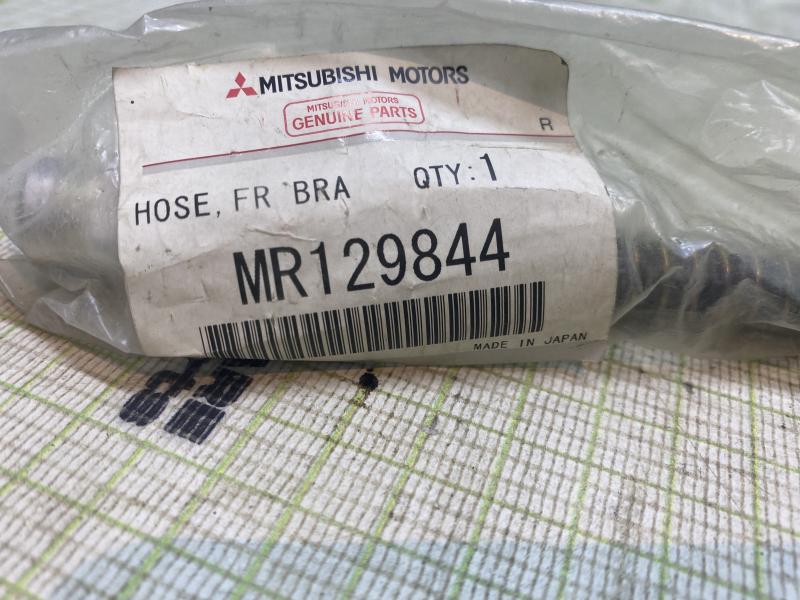 MITSUBISHI MOTORS
MITSUBISHI MOTORS
GENUINE PARTS
R
HOSE, FR BRA QTY:1
MR129844
MADE IN JAPAN